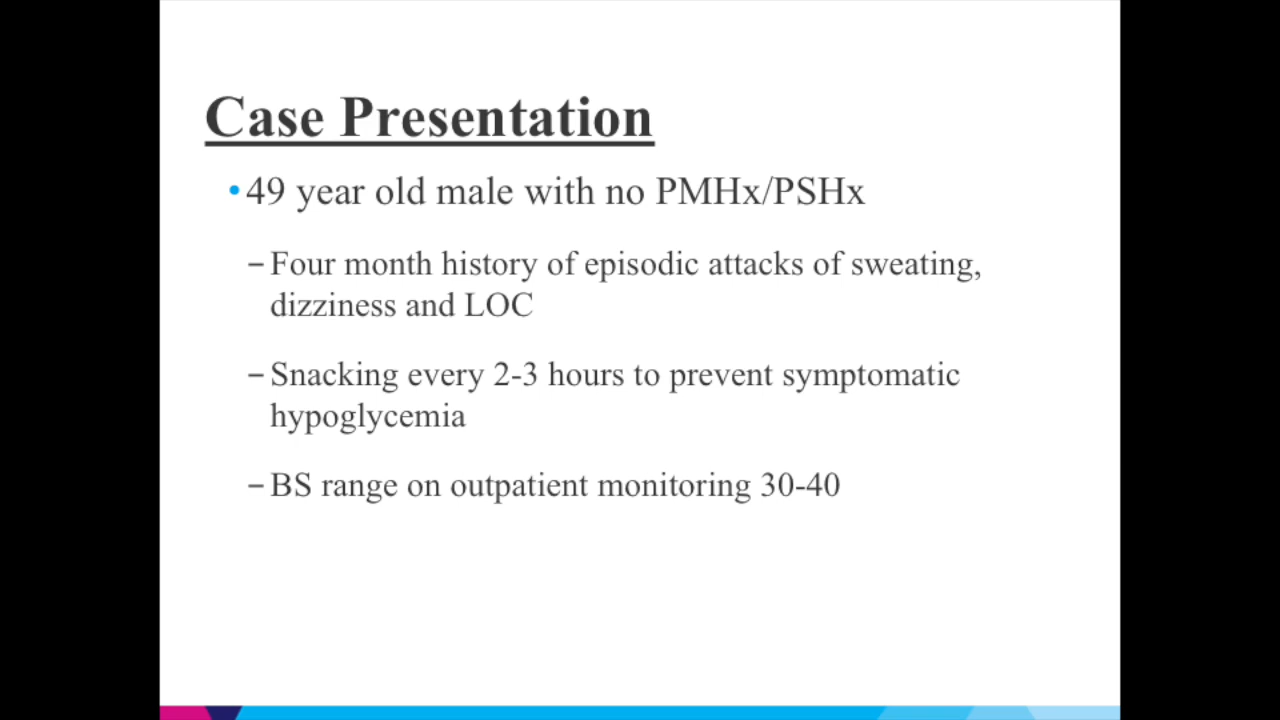 Case Presentation
•49 year old male with no PMHx/PSHx
–Four month history of episodic attacks of sweating,
dizziness and LOC
–Snacking every 2-3 hours to prevent symptomatic
hypoglycemia
–BS range on outpatient monitoring 30-40